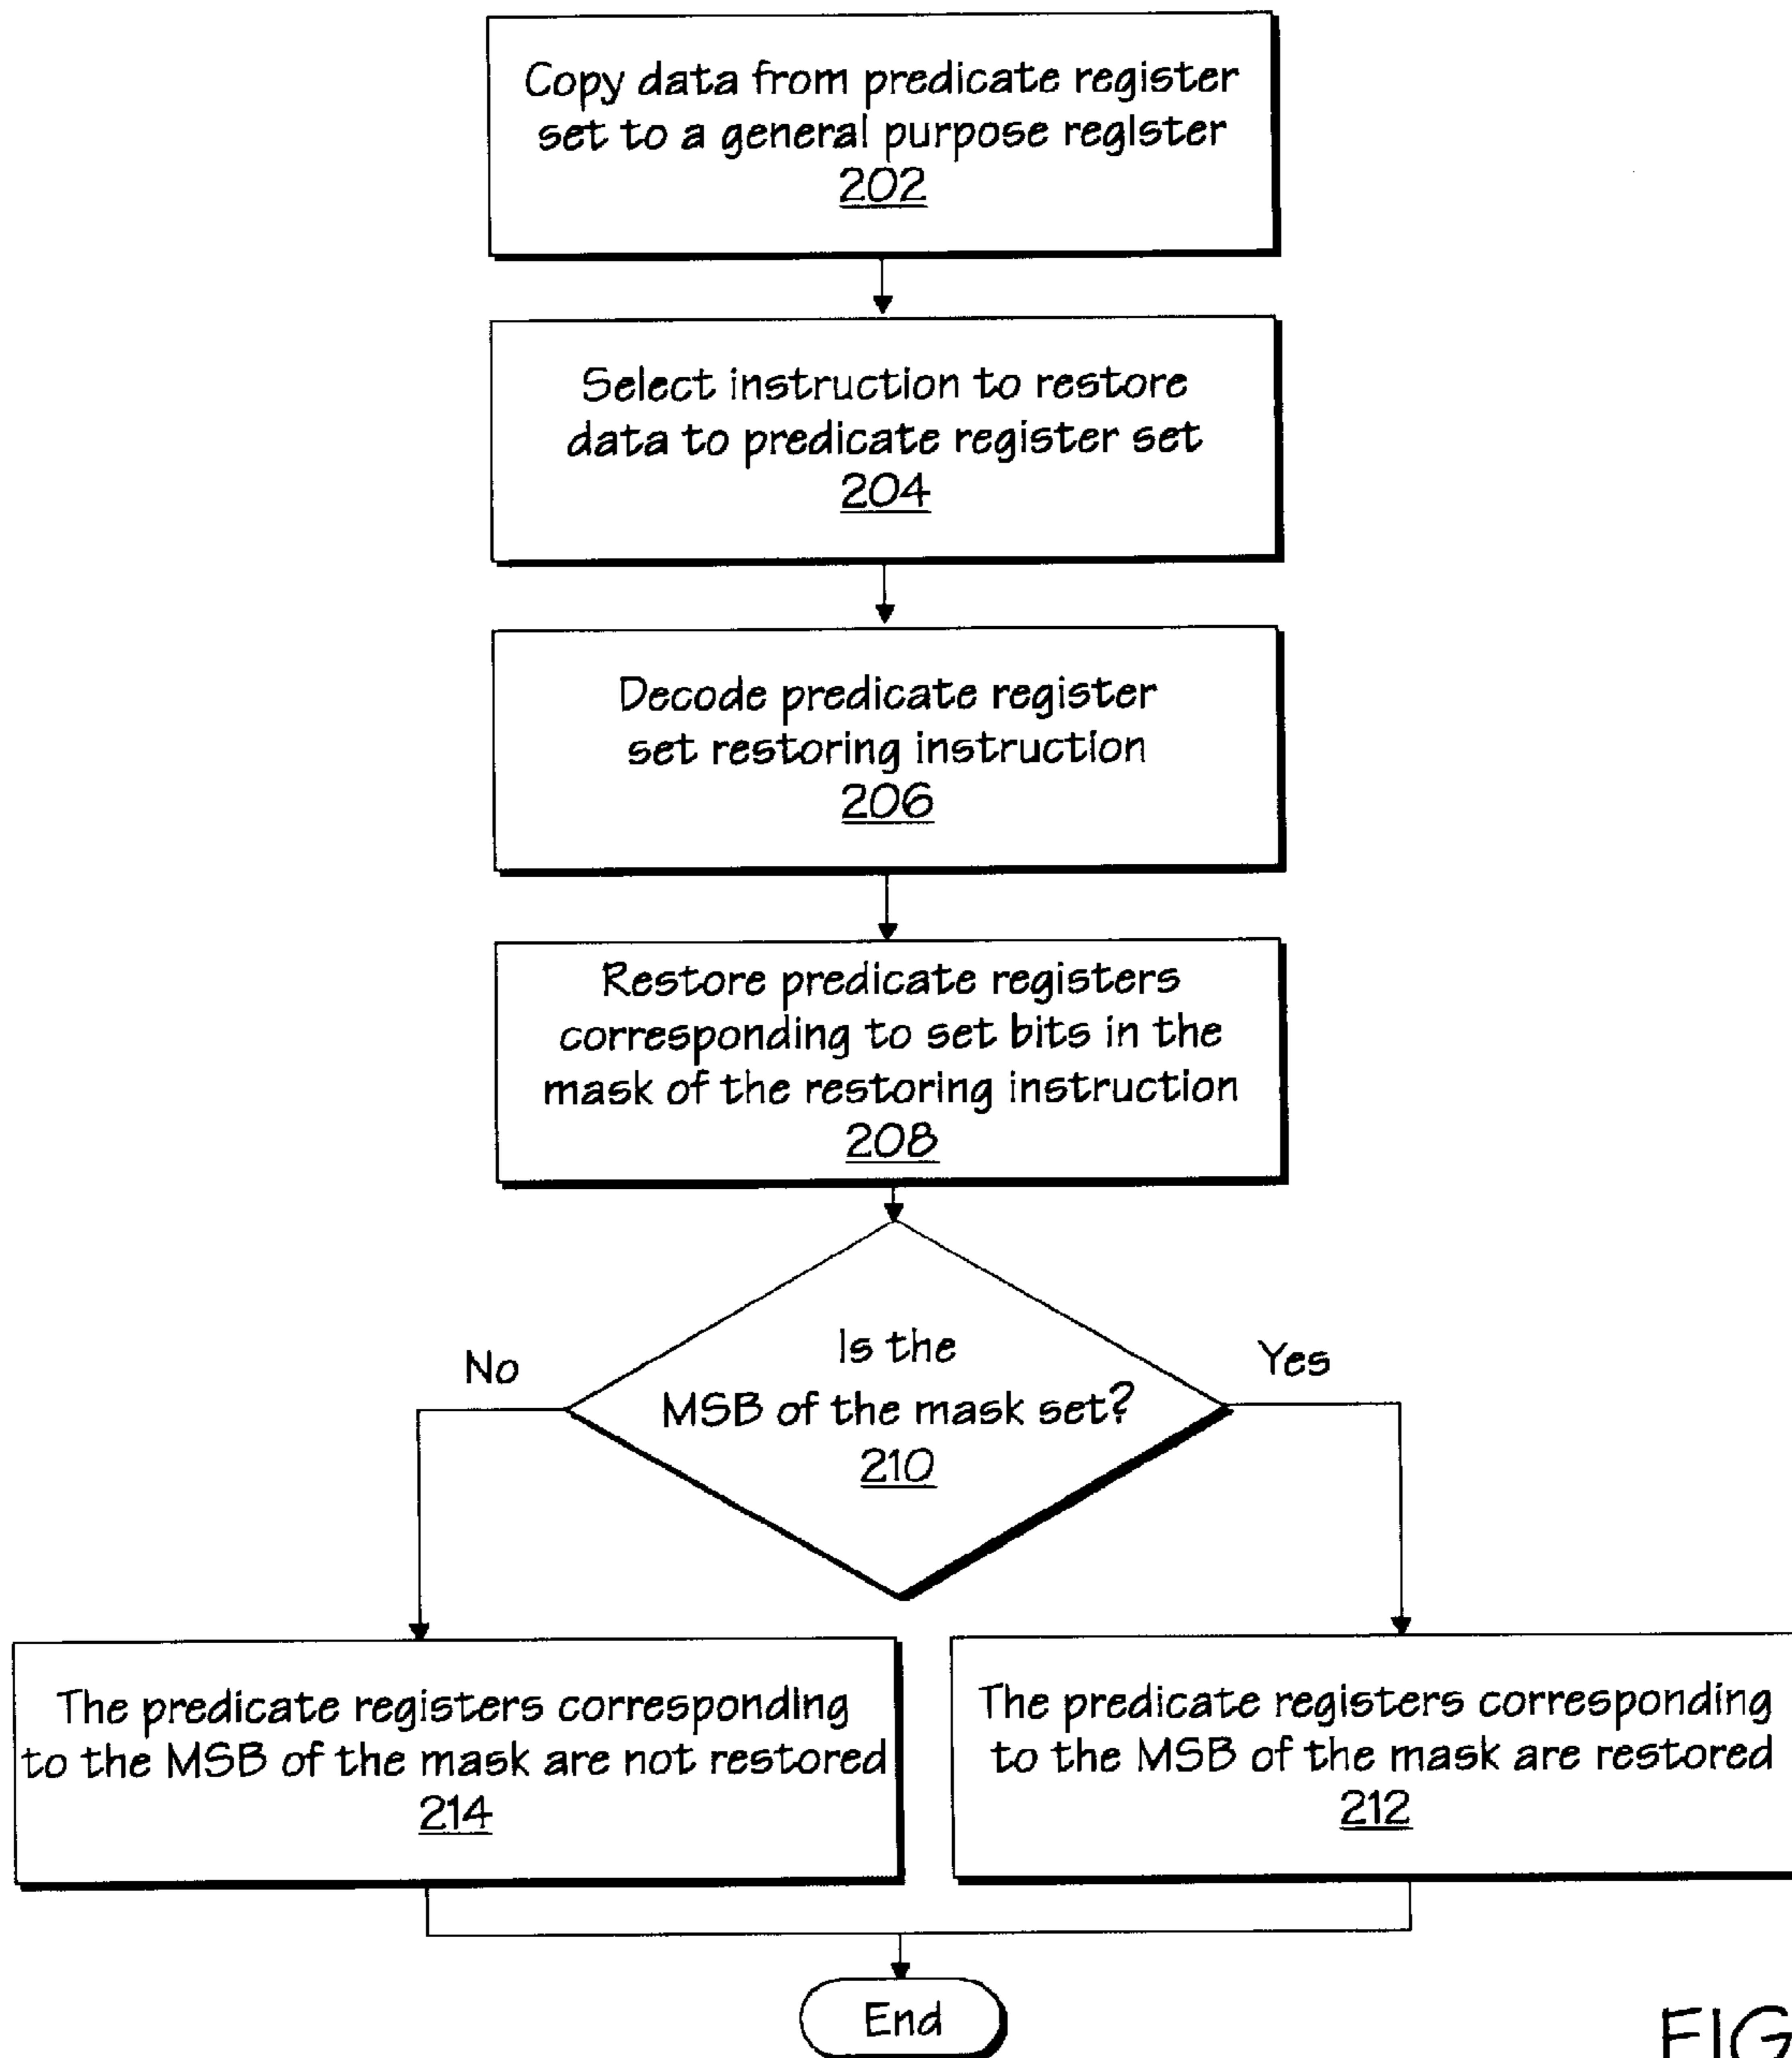 Copy data from predicate register
set to a general purpose register
202
Select instruction to restore
data to predicate register set
204
Decode predicate register
set restoring instruction
206
Restore predicate registers
corresponding to set bits in the
mask of the restoring instruction
208
Is the
MSB of the mask set?
210
No
Yes
The predicate registers corresponding
to the MSB of the mask are not restored
214
The predicate registers corresponding
to the MSB of the mask are restored
212
End
FIG